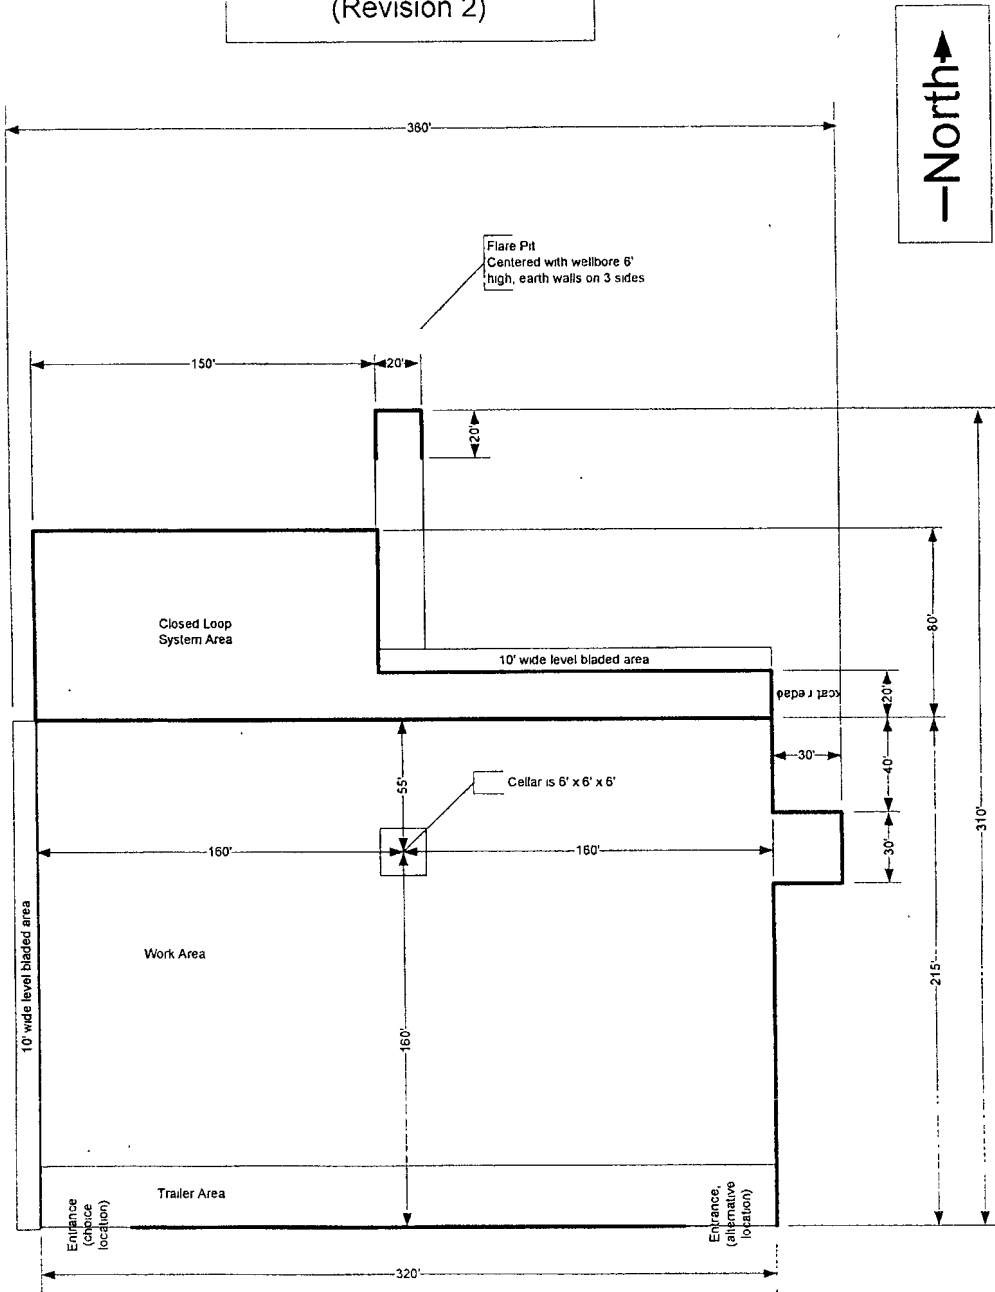 (Revision 2)
North
360'
Flare Pit
Centered with wellbore 6'
high, earth walls on 3 sides
150'
20'
20'
Closed Loop
System Area
80'
10' wide level bladed area
20'
30'
55'
40'
Cellar is 6' x 6' x 6'
310'
160'
160'
30'
10' wide level bladed area
Work Area
215'
160'
Trailer Area
Entrance
(choice
location)
Entrance,
(alternative
location)
320'